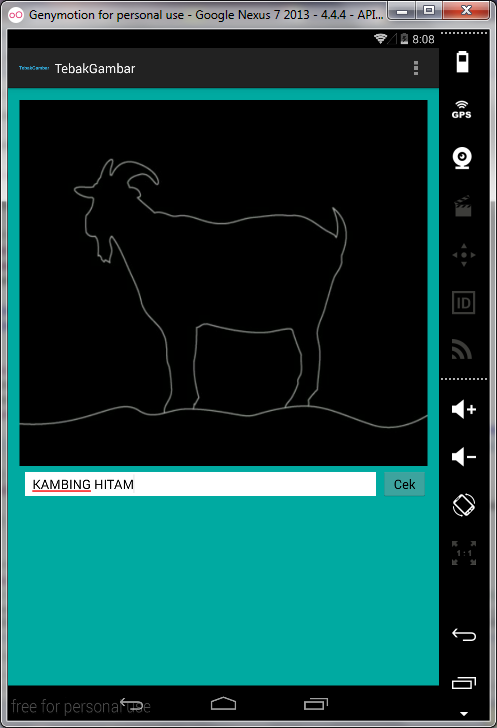 Genymotion for personal use - Google Nexus 7 2013 - 4.4.4 - API...
8:08
TebakGambar TebakGambar
GPS
ID
KAMBING HITAM
Cek
1:1
free for personal use